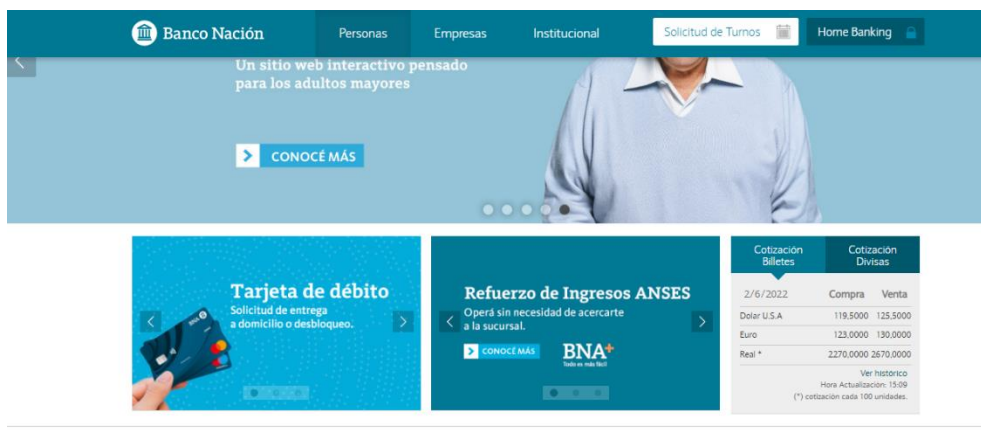 Banco Nación
Personas
Empresas
Institucional
Solicitud de Turnos
Home Banking
Un sitio web interactivo pensado
para los adultos mayores
CONOCÉ MÁS
Tarjeta de débito
Solicitud de entrega
a domicilio o desbloqueo.
Refuerzo de Ingresos ANSES
Operá sin necesidad de acercarte
a la sucursal.
CONOCÉ MÁS
BNA+
Todo es más fácil
Cotización
Billetes
Cotización
Divisas
2/6/2022 Compra Venta
Dolar U.S.A 119,5000 125,5000
Euro 123,0000 130,0000
Real * 2270,0000 2670,0000
Ver histórico
Hora Actualización: 15:09
(*) cotización cada 100 unidades.